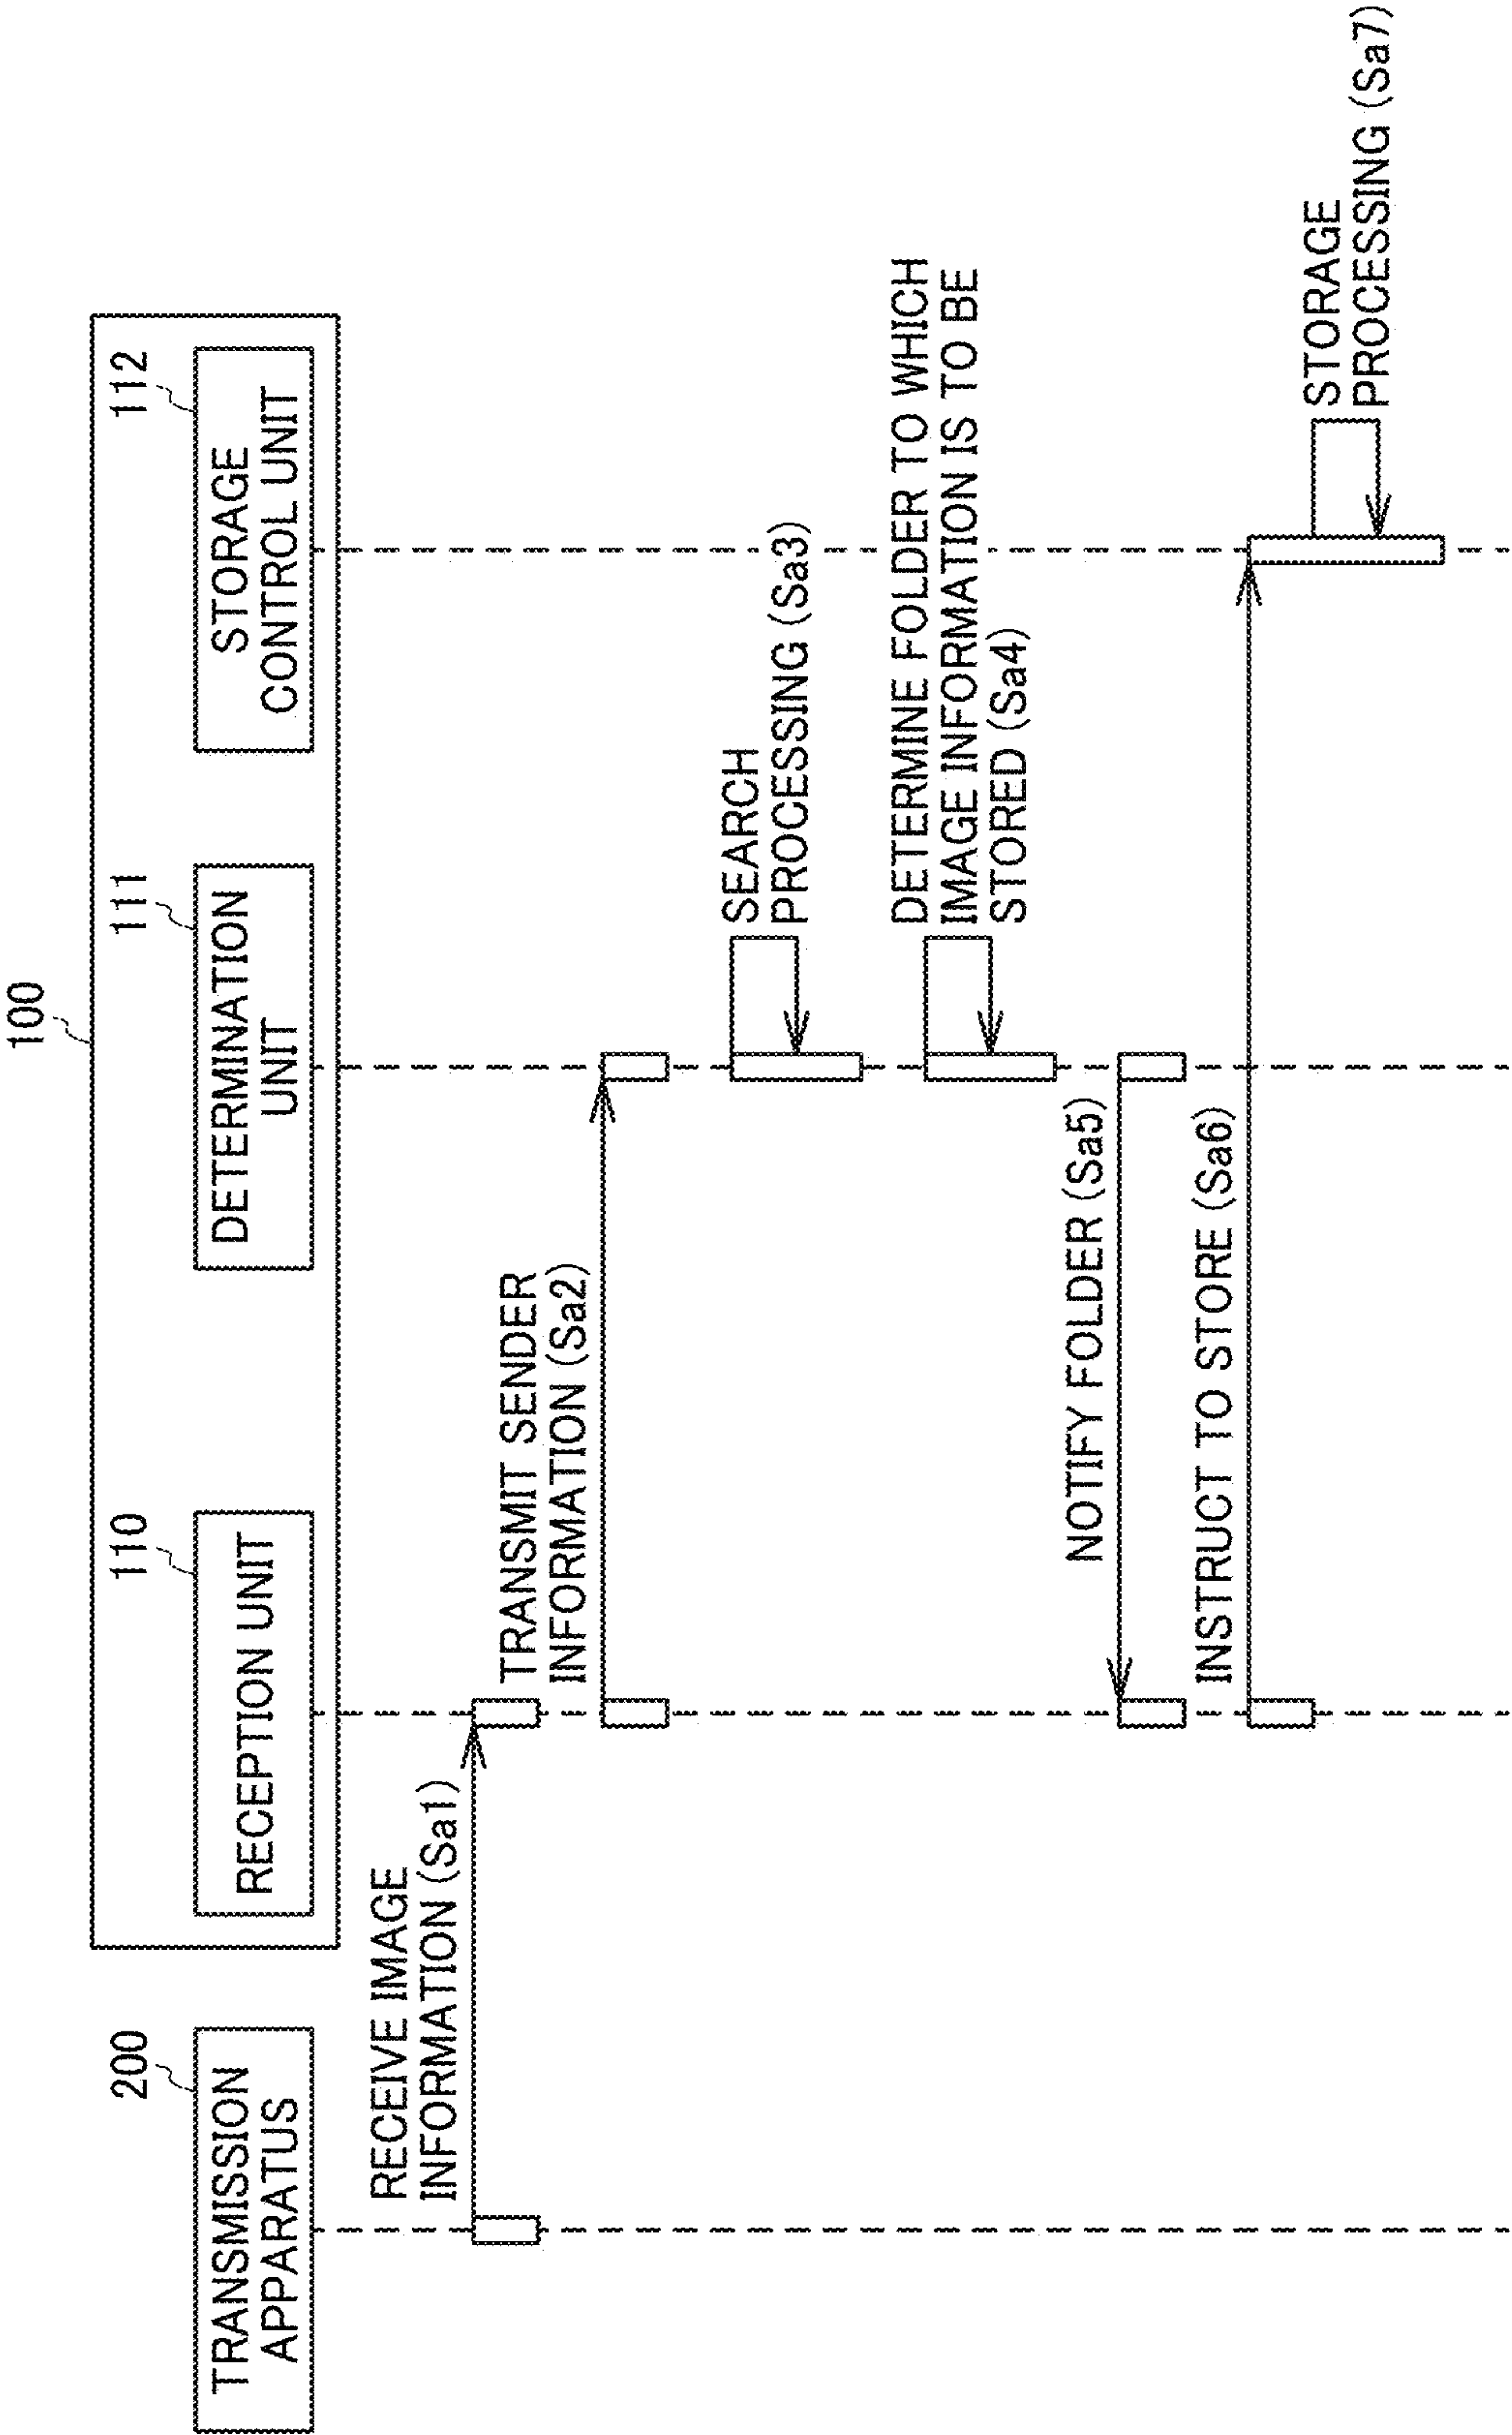 100
200
110
111
112
TRANSMISSION
APPARATUS
RECEPTION UNIT
DETERMINATION
UNIT
STORAGE
CONTROL UNIT
RECEIVE IMAGE
INFORMATION (Sa1)
TRANSMIT SENDER
INFORMATION (Sa2)
SEARCH
PROCESSING (Sa3)
DETERMINE FOLDER TO WHICH
IMAGE INFORMATION IS TO BE
STORED (Sa4)
NOTIFY FOLDER (Sa5)
INSTRUCT TO STORE (Sa6)
STORAGE
PROCESSING (Sa7)